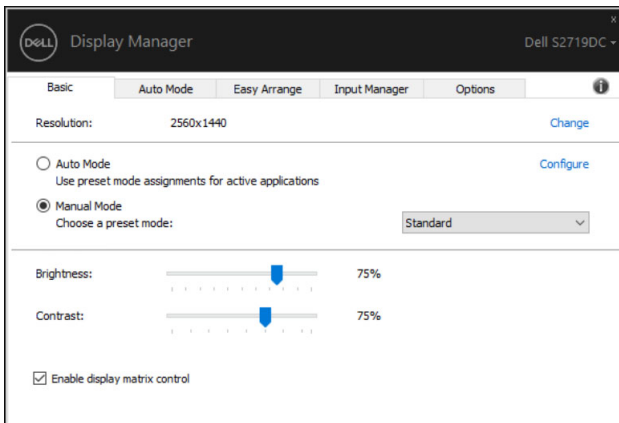 DELL Display Manager
x
Dell S2719DC
Basic Auto Mode Easy Arrange Input Manager Options i
Resolution: 2560x1440 Change
Auto Mode Configure
Use preset mode assignments for active applications
Manual Mode
Choose a preset mode: Standard
Brightness: 75%
Contrast: 75%
Enable display matrix control